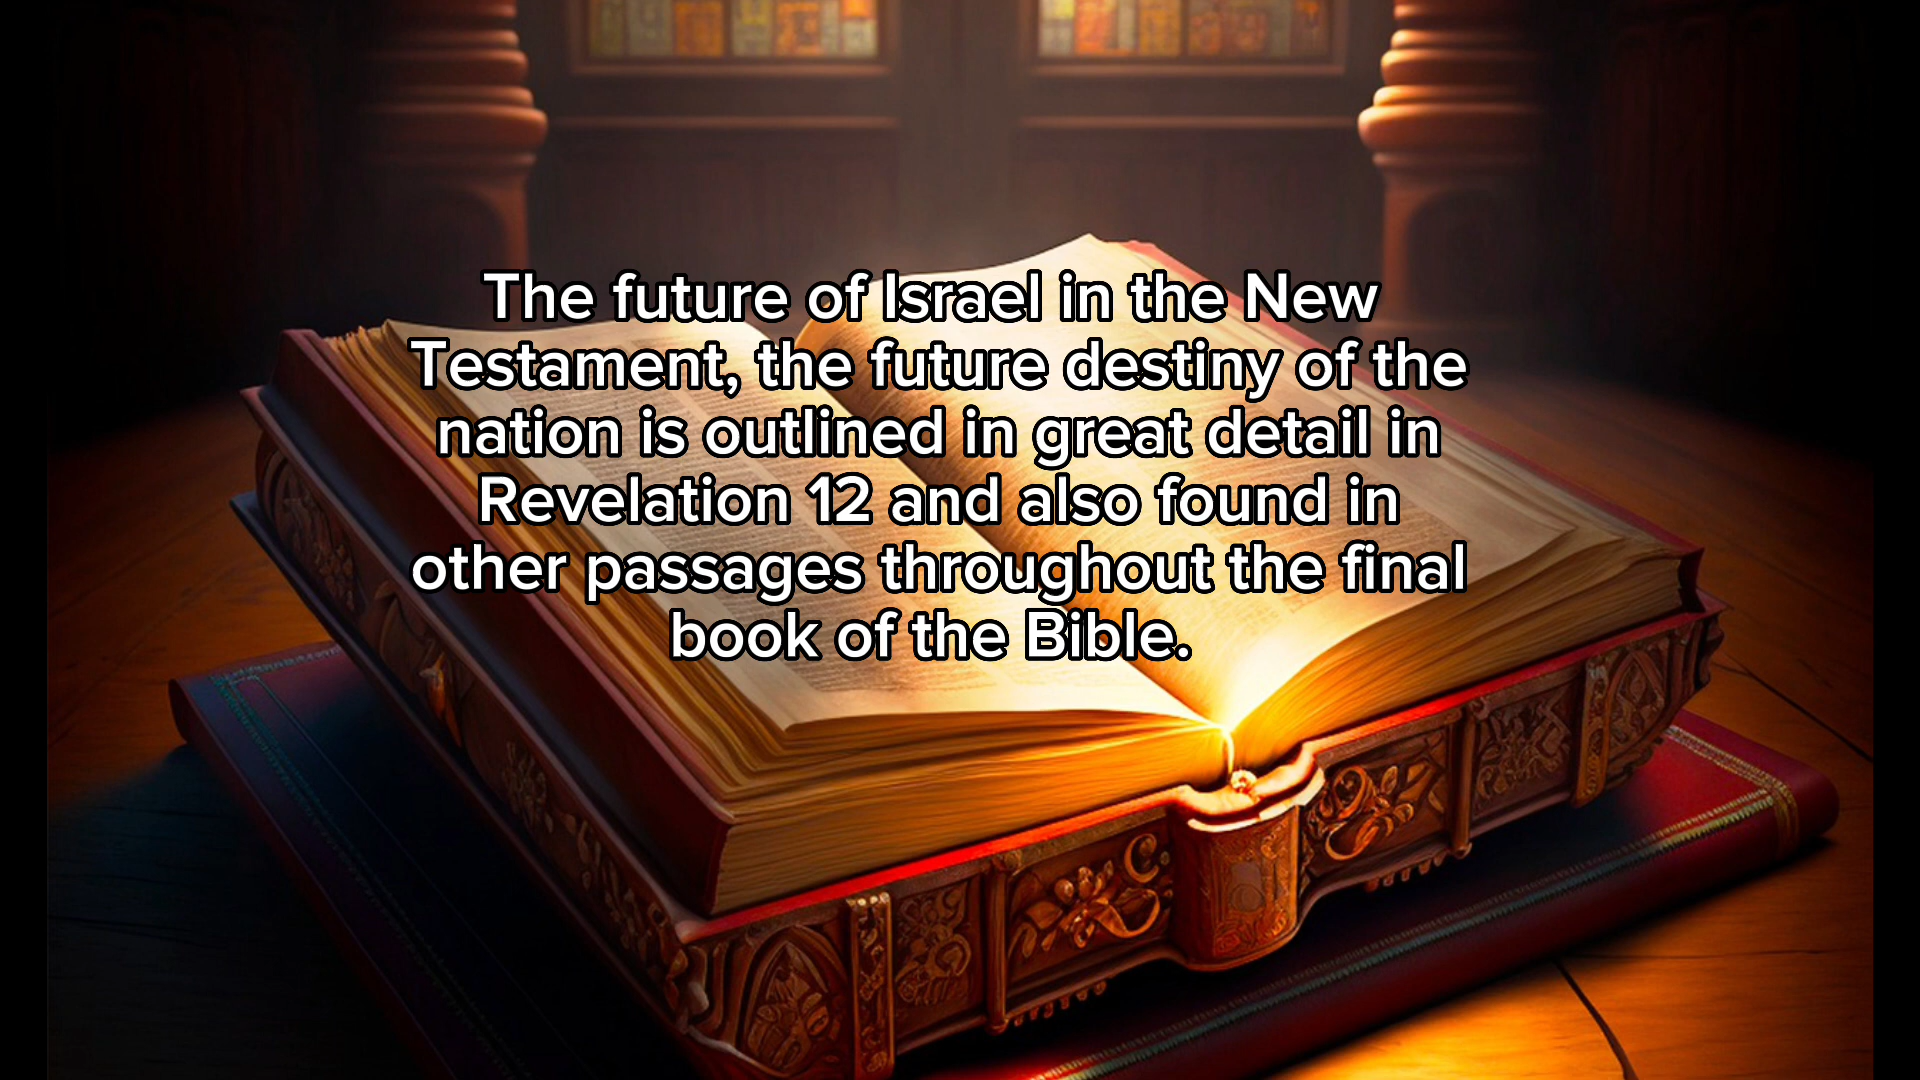 The future of Israel in the New
Testament, the future destiny of the
nation is outlined in great detail in
Revelation 12 and also found in
other passages throughout the final
book of the Bible.